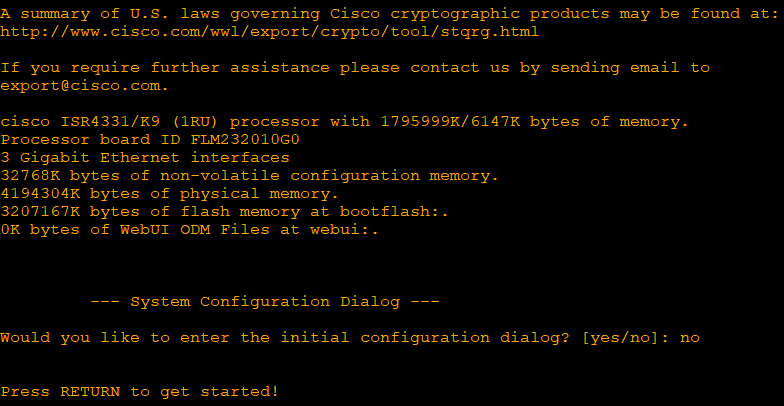 A summary of U.S. laws governing Cisco cryptographic products may be found at:
http://www.cisco.com/wwl/export/crypto/tool/stqrg.html
If you require further assistance please contact us by sending email to
export@cisco.com.
cisco ISR4331/K9 (1RU) processor with 1795999K/6147K bytes of memory.
Processor board ID FLM232010G0
3 Gigabit Ethernet interfaces
32768K bytes of non-volatile configuration memory.
4194304K bytes of physical memory.
3207167K bytes of flash memory at bootflash:.
0K bytes of WebUI ODM Files at webui:.
--- System Configuration Dialog ---
Would you like to enter the initial configuration dialog? [yes/no]: no
Press RETURN to get started!